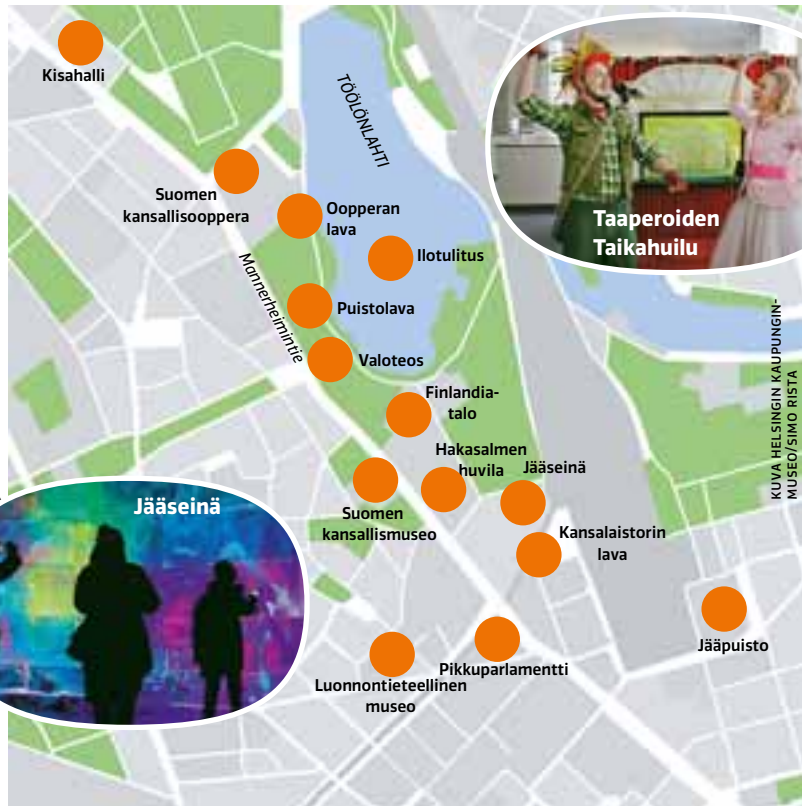 Kisahalli
TÖÖLÖNLAHTI
Suomen
kansallisooppera
Oopperan
lava
Taaperoiden
Taikahuilu
Ilotulitus
Mannerheimintie
Puistolava
Valoteos
KUVA HELSINGIN KAUPUNGIN-
MUSEO/SIMO RISTA
Finlandia-
talo
Hakasalmen
huvila
Jääseinä
Jääseinä
Suomen
kansallismuseo
Kansalaistorin
lava
Jääpuisto
Pikkuparlamentti
Luonnontieteellinen
museo